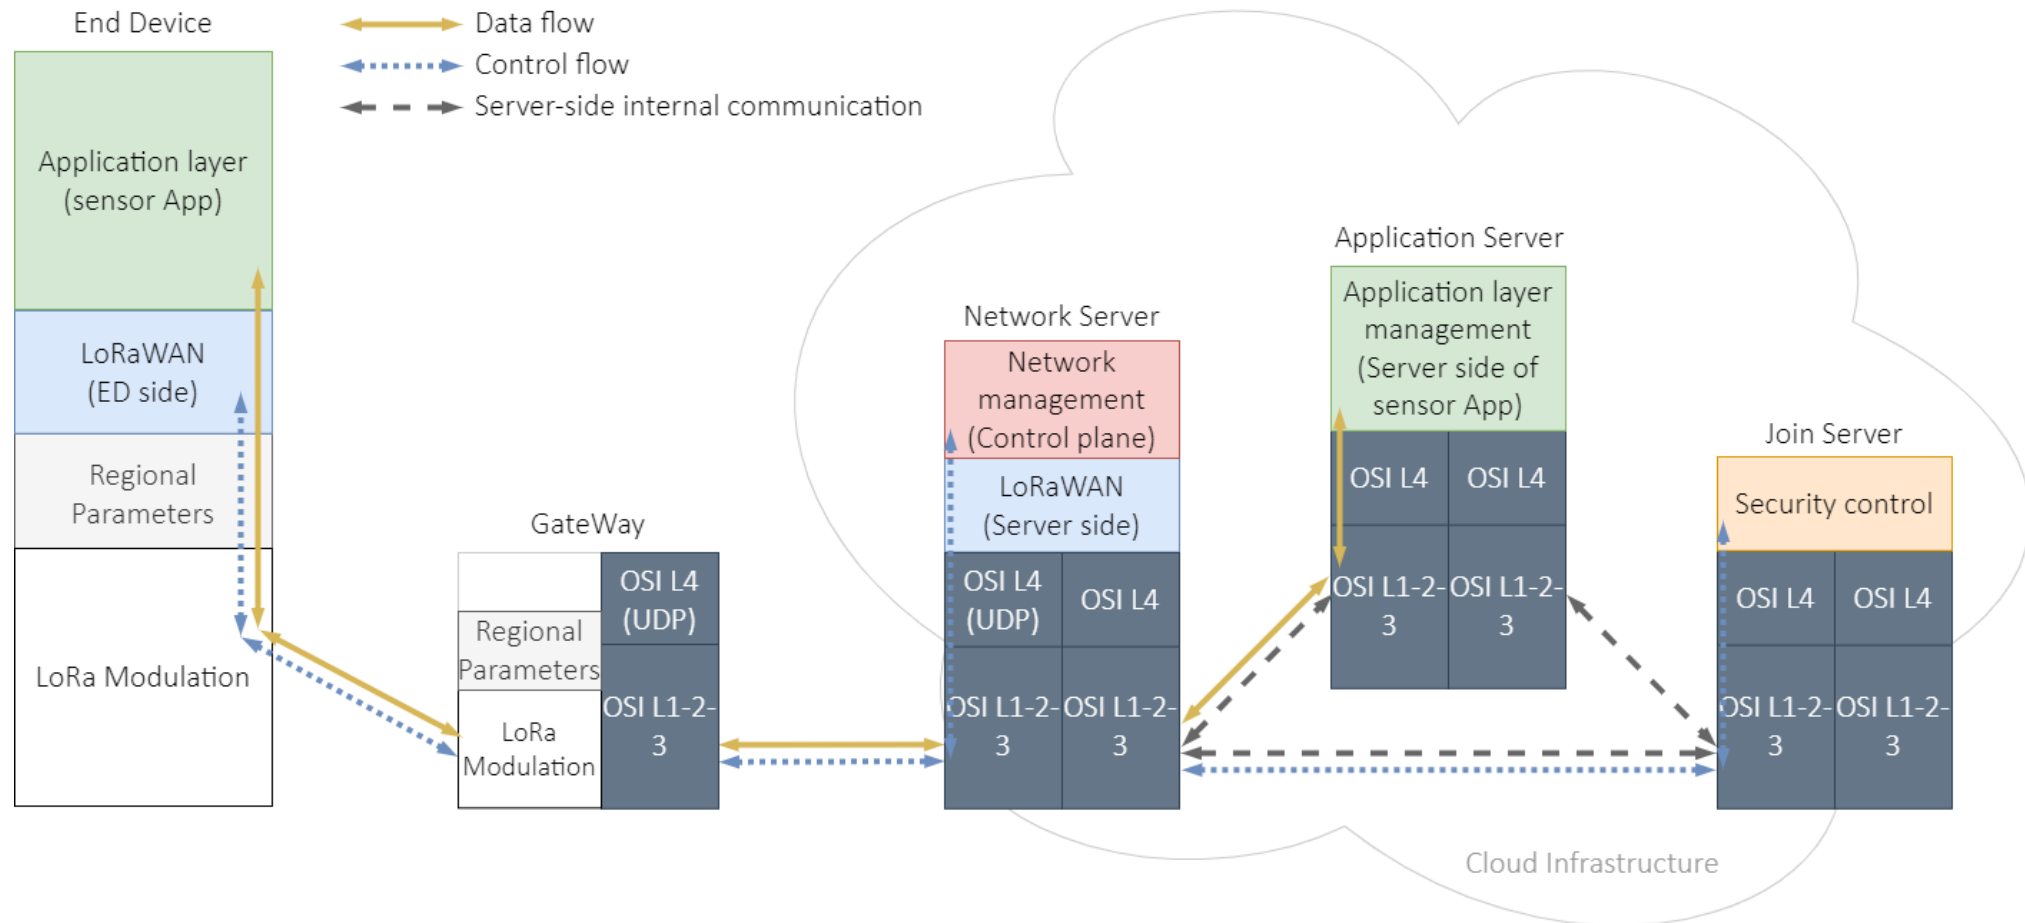 End Device
Data flow
Control flow
Server-side internal communication
Application layer
(sensor App)
LoRaWAN
(ED side)
Regional
Parameters
LoRa Modulation
GateWay
OSI L4
(UDP)
Regional
Parameters
OSI L1-2-
3
LoRa
Modulation
Network Server
Network
management
(Control plane)
LoRaWAN
(Server side)
OSI L4
(UDP)
OSI L4
OSI L1-2-
3
OSI L1-2-
3
Application Server
Application layer
management
(Server side of
sensor App)
OSI L4
OSI L4
OSI L1-2-
3
OSI L1-2-
3
Join Server
Security control
OSI L4
OSI L4
OSI L1-2-
3
OSI L1-2-
3
Cloud Infrastructure